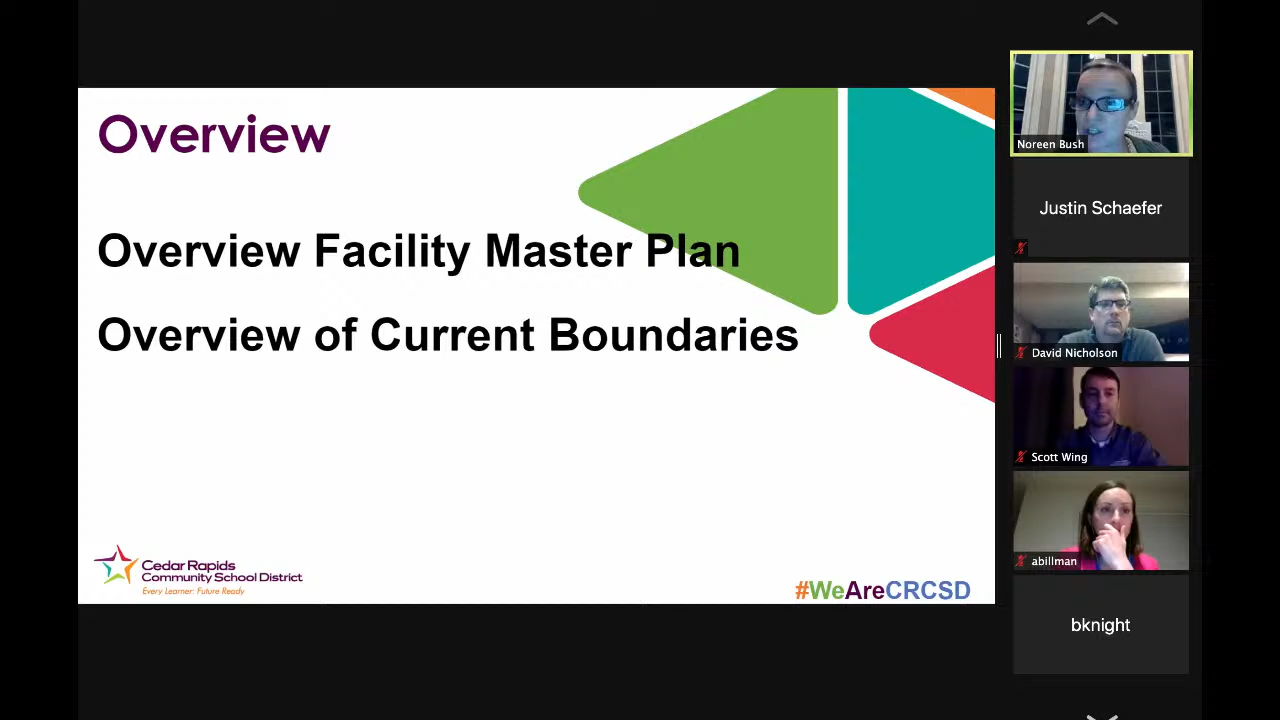 Overview
Overview Facility Master Plan
Overview of Current Boundaries
Cedar Rapids
Community School District
Every Learner: Future Ready
#WeAreCRCSD
Noreen Bush
Justin Schaefer
David Nicholson
Scott Wing
abillman
bknight